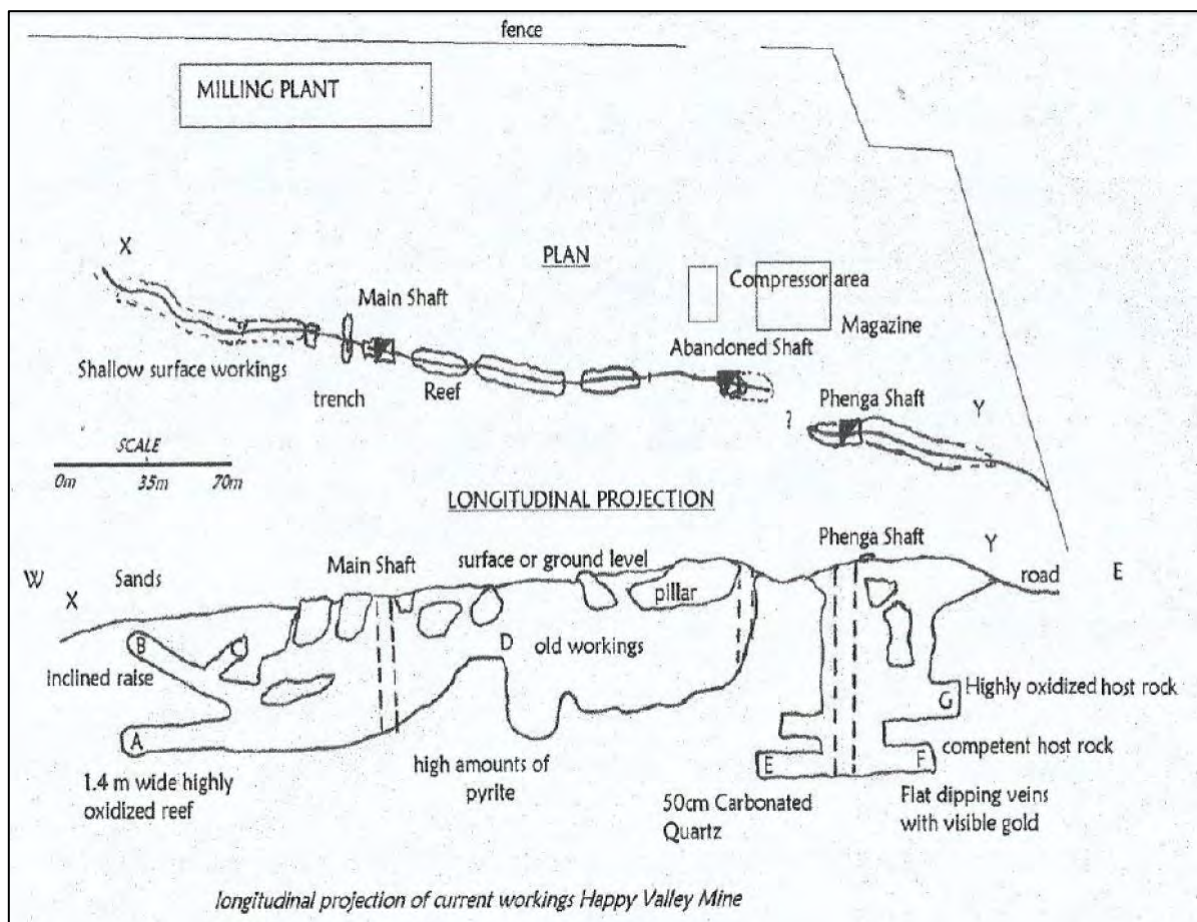 fence
MILLING PLANT
X
PLAN
Main Shaft
Compressor area
Magazine
Abandoned Shaft
Shallow surface workings
trench
Reef
Phenga Shaft
Y
?
SCALE
0m 35m 70m
LONGITUDINAL PROJECTION
Phenga Shaft
Y
W
X
Sands
Main Shaft
surface or ground level
road
E
pillar
B
C
D
old workings
inclined raise
G
Highly oxidized host rock
A
E
F
competent host rock
1.4 m wide highly
oxidized reef
high amounts of
pyrite
50cm Carbonated
Quartz
Flat dipping veins
with visible gold
longitudinal projection of current workings Happy Valley Mine